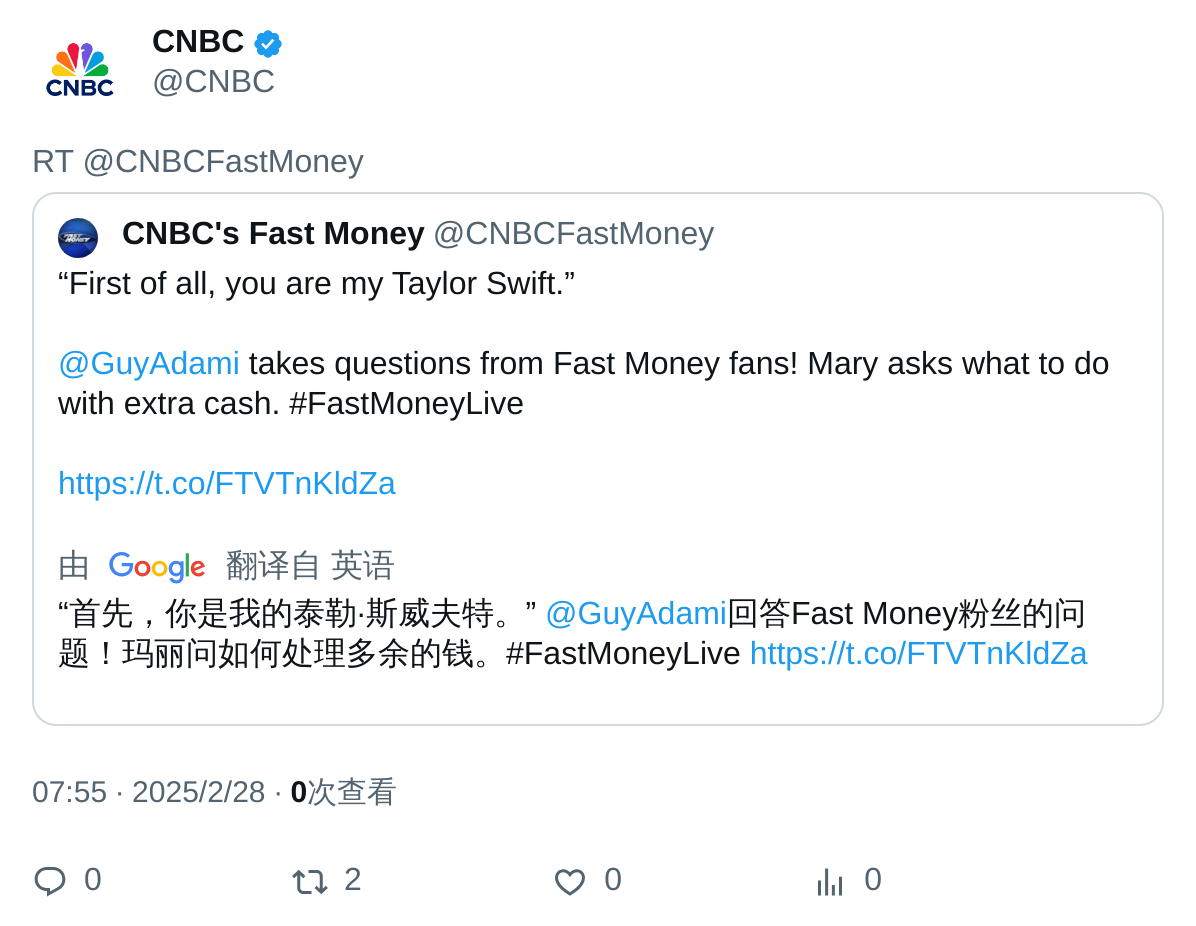 CNBC
CNBC
@CNBC
RT @CNBCFastMoney
FAST MONEY
CNBC's Fast Money @CNBCFastMoney
“First of all, you are my Taylor Swift.”
@GuyAdami takes questions from Fast Money fans! Mary asks what to do
with extra cash. #FastMoneyLive
https://t.co/FTVTnKldZa
由 Google 翻译自 英语
“首先，你是我的泰勒·斯威夫特。” @GuyAdami回答Fast Money粉丝的问
题！玛丽问如何处理多余的钱。#FastMoneyLive https://t.co/FTVTnKldZa
07:55 · 2025/2/28 · 0次查看
0 2 0 0